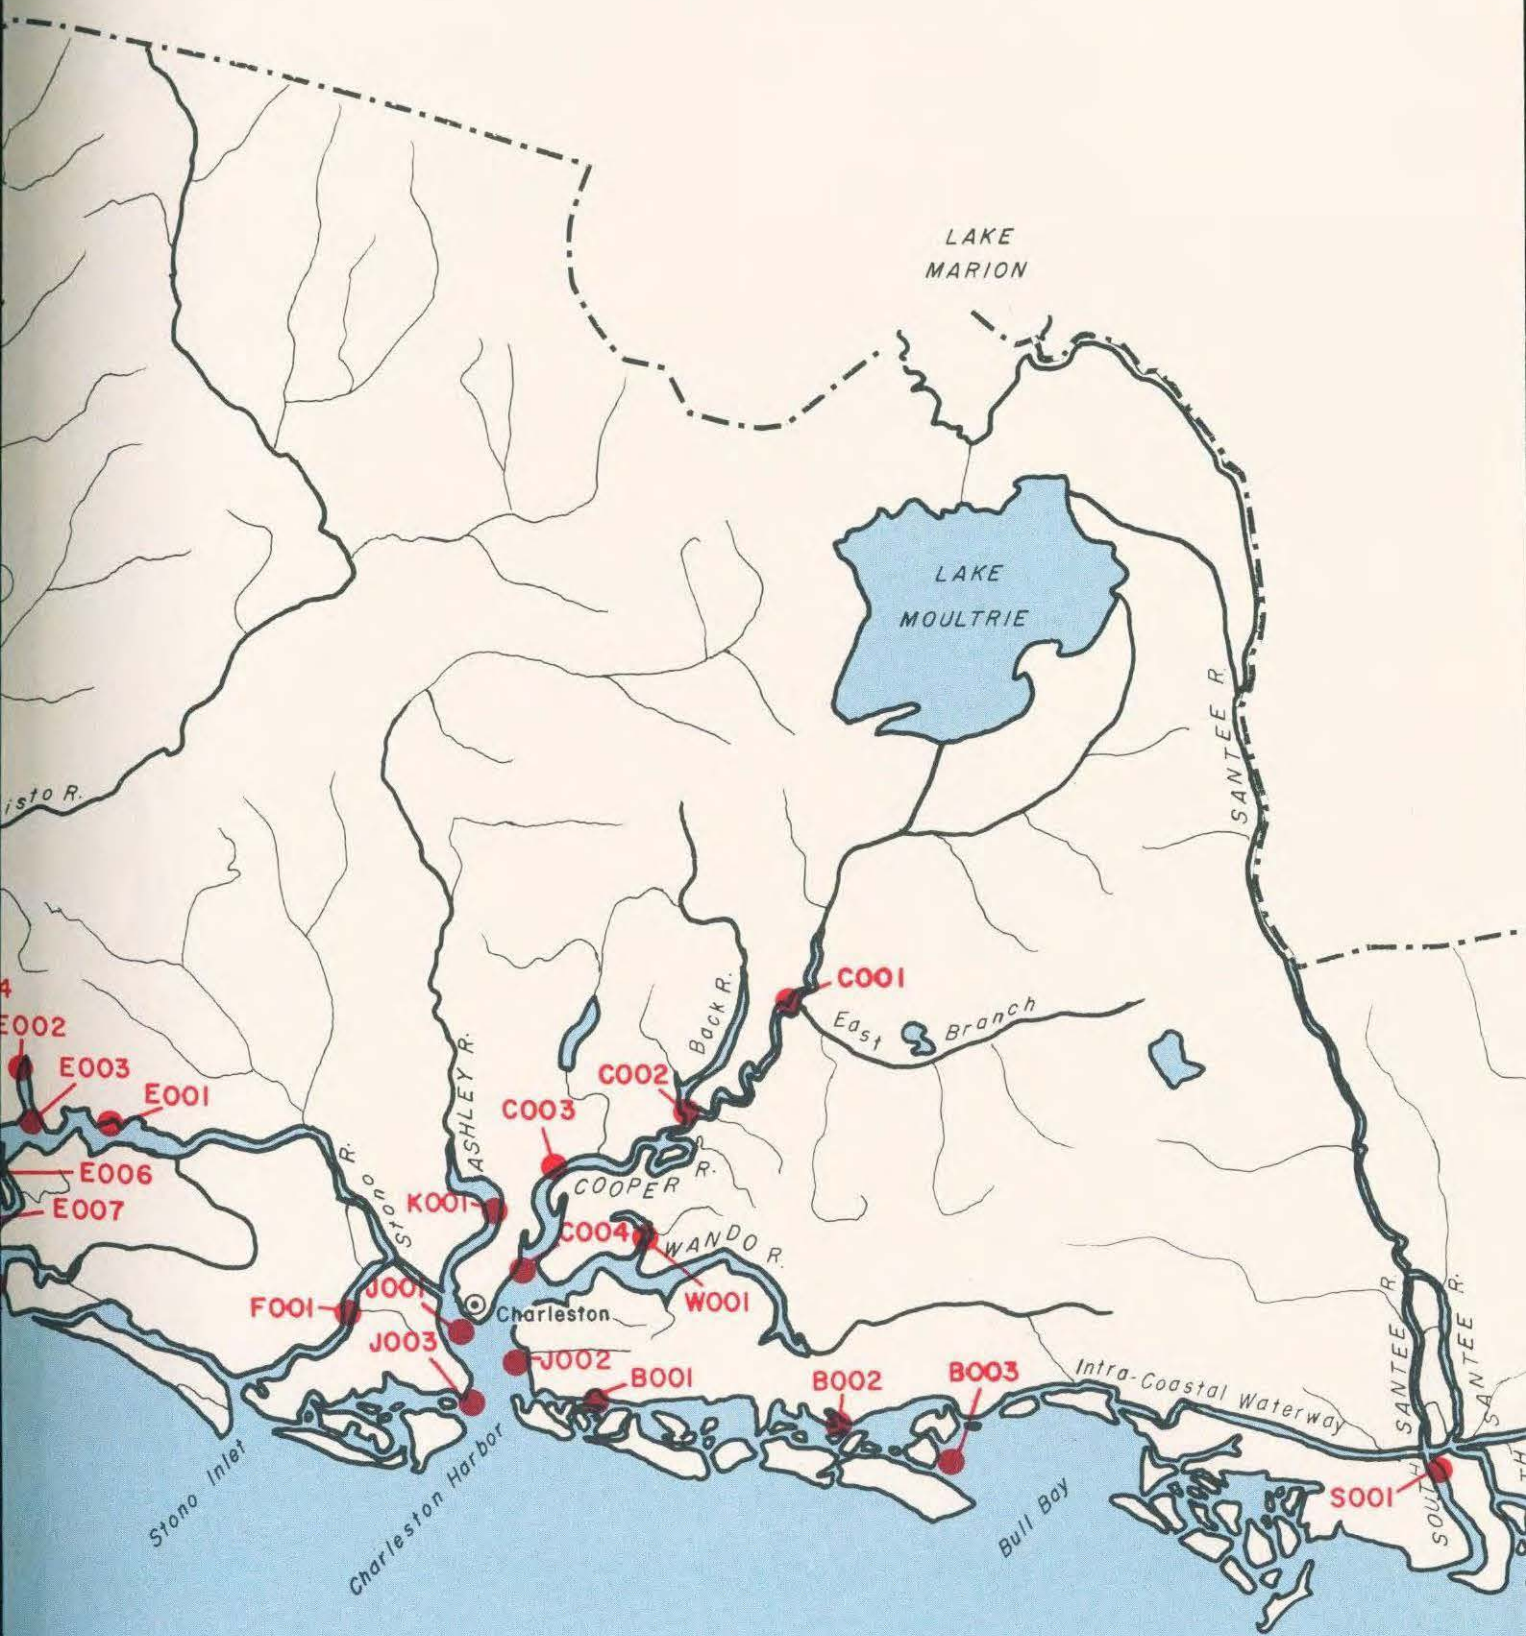 LAKE
MARION
LAKE
MOULTRIE
SANTEE R.
isto R.
C001
East Branch
Back R.
4
E002
E003
E001
C002
C003
ASHLEY R.
E006
E007
K001
COOPER R.
C004
WANDO R.
W001
Stono R.
F001
J001
Charleston
J003
J002
B001
B002
B003
Intra-Coastal Waterway
SOUTH SANTEE R.
SANTEE R.
TH
S001
Stono Inlet
Charleston Harbor
Bull Bay